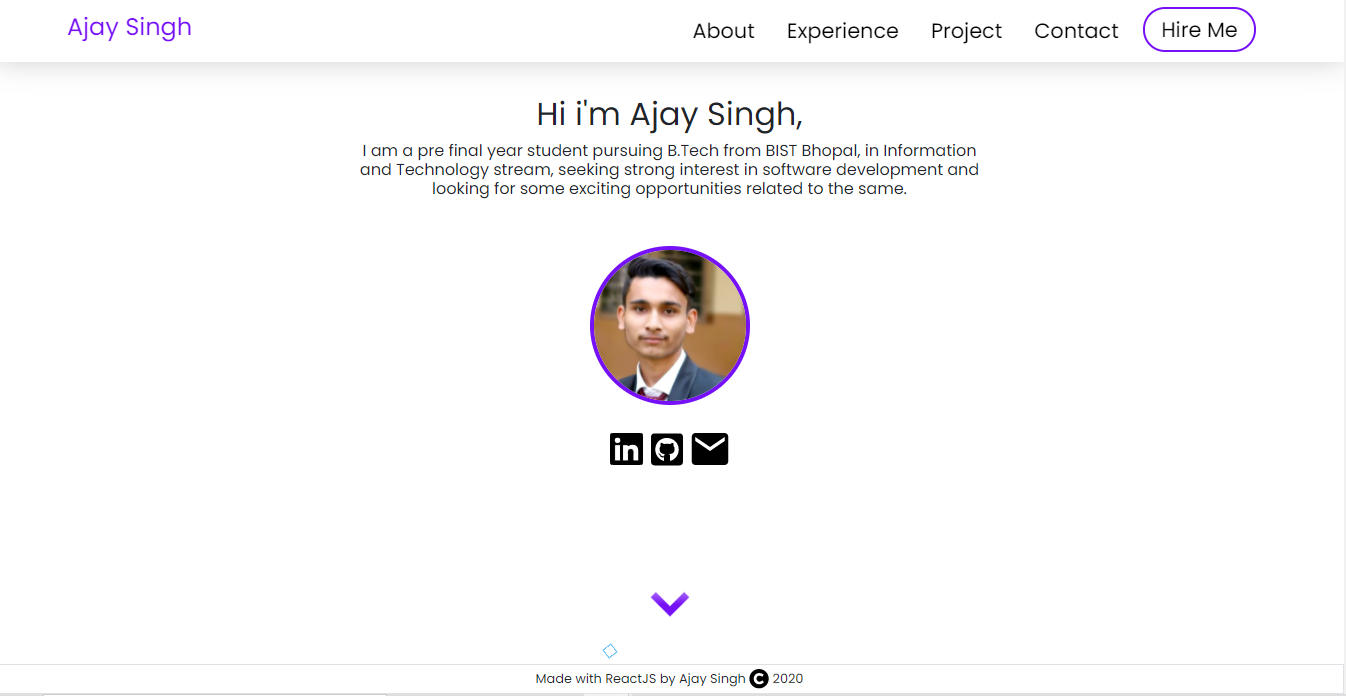 Ajay Singh
About Experience Project Contact Hire Me
Hi i'm Ajay Singh,
I am a pre final year student pursuing B.Tech from BIST Bhopal, in Information
and Technology stream, seeking strong interest in software development and
looking for some exciting opportunities related to the same.
in
Made with ReactJS by Ajay Singh C 2020